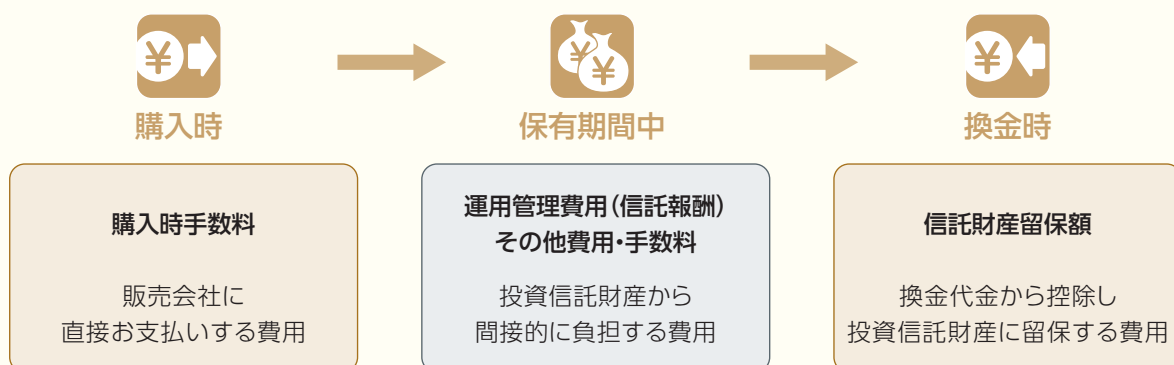 ¥
¥
¥
¥
購入時
保有期間中
換金時
購入時手数料
販売会社に
直接お支払いする費用
運用管理費用(信託報酬)
その他費用・手数料
投資信託財産から
間接的に負担する費用
信託財産留保額
換金代金から控除し
投資信託財産に留保する費用